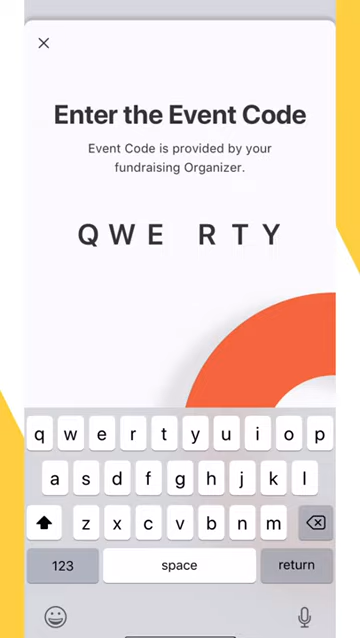 Enter the Event Code
Event Code is provided by your
fundraising Organizer.
QWE RTY
q w e r t y u i o p
a s d f g h j k l
z x c v b n m
123 space return